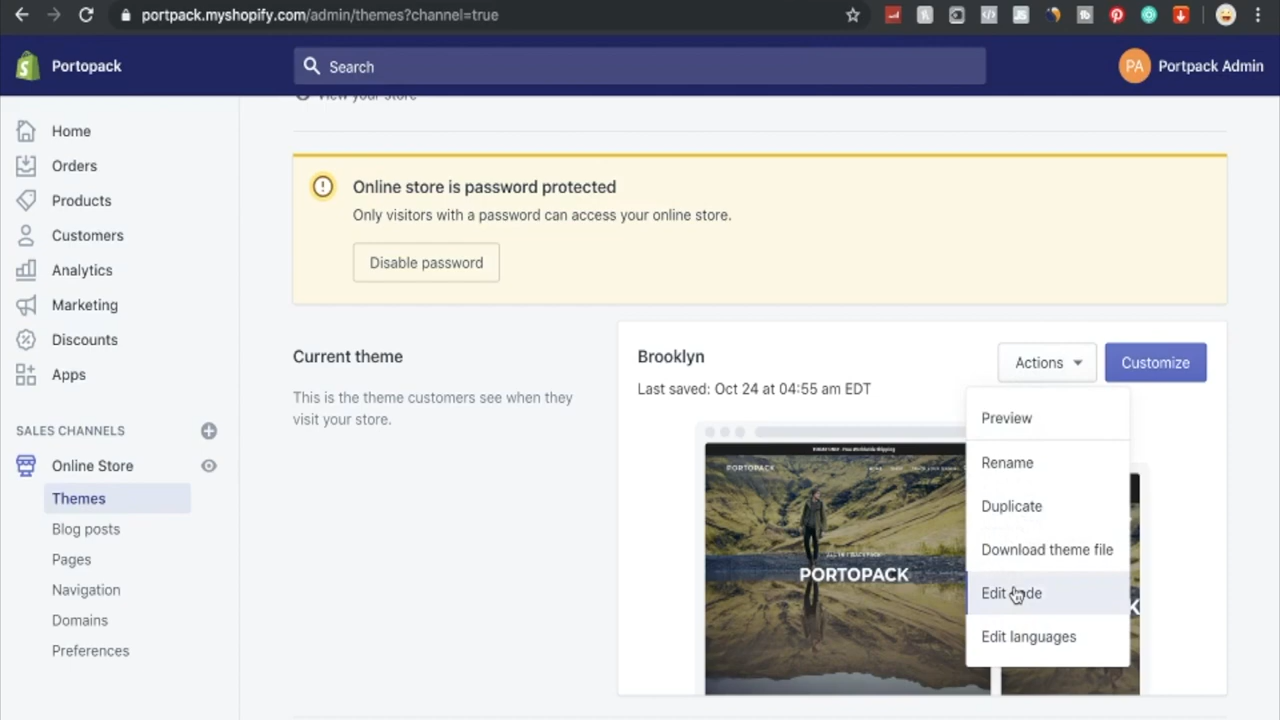 portpack.myshopify.com/admin/themes?channel=true
Portopack
Search
PA
Portpack Admin
Home
Orders
Products
Customers
Analytics
Marketing
Discounts
Apps
SALES CHANNELS
Online Store
Themes
Blog posts
Pages
Navigation
Domains
Preferences
View your store
Online store is password protected
Only visitors with a password can access your online store.
Disable password
Current theme
This is the theme customers see when they
visit your store.
Brooklyn
Last saved: Oct 24 at 04:55 am EDT
Actions
Customize
Preview
Rename
Duplicate
Download theme file
Edit code
Edit languages
PORTOPACK
PORTOPACK